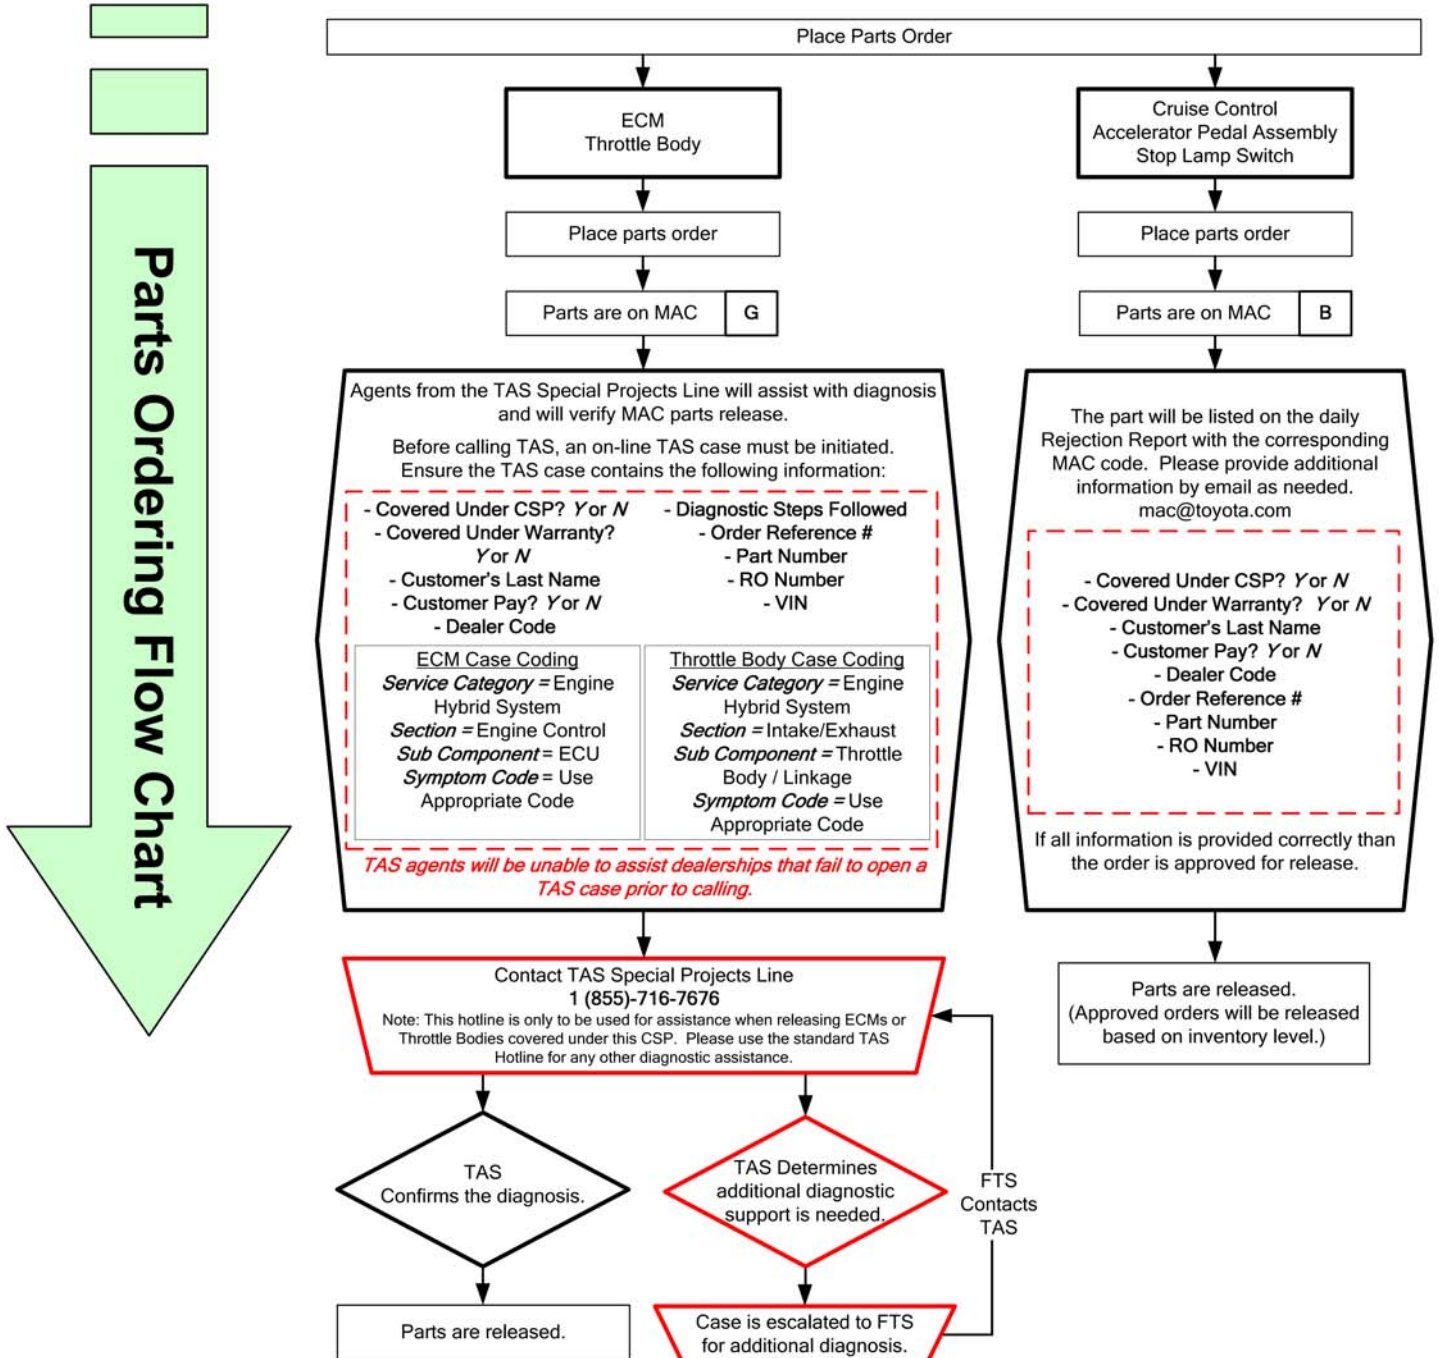 Parts Ordering Flow Chart
Place Parts Order
ECM
Throttle Body
Place parts order
Parts are on MAC
G
Agents from the TAS Special Projects Line will assist with diagnosis
and will verify MAC parts release.
Before calling TAS, an on-line TAS case must be initiated.
Ensure the TAS case contains the following information:
- Covered Under CSP? Y or N
- Covered Under Warranty?
Y or N
- Customer's Last Name
- Customer Pay? Y or N
- Dealer Code
- Diagnostic Steps Followed
- Order Reference #
- Part Number
- RO Number
- VIN
ECM Case Coding
Service Category = Engine
Hybrid System
Section = Engine Control
Sub Component = ECU
Symptom Code = Use
Appropriate Code
Throttle Body Case Coding
Service Category = Engine
Hybrid System
Section = Intake/Exhaust
Sub Component = Throttle
Body / Linkage
Symptom Code = Use
Appropriate Code
TAS agents will be unable to assist dealerships that fail to open a
TAS case prior to calling.
Contact TAS Special Projects Line
1 (855)-716-7676
Note: This hotline is only to be used for assistance when releasing ECMs or
Throttle Bodies covered under this CSP. Please use the standard TAS
Hotline for any other diagnostic assistance.
TAS
Confirms the diagnosis.
Parts are released.
TAS Determines
additional diagnostic
support is needed.
Case is escalated to FTS
for additional diagnosis.
FTS
Contacts
TAS
Cruise Control
Accelerator Pedal Assembly
Stop Lamp Switch
Place parts order
Parts are on MAC
B
The part will be listed on the daily
Rejection Report with the corresponding
MAC code. Please provide additional
information by email as needed.
mac@toyota.com
- Covered Under CSP? Y or N
- Covered Under Warranty? Y or N
- Customer's Last Name
- Customer Pay? Y or N
- Dealer Code
- Order Reference #
- Part Number
- RO Number
- VIN
If all information is provided correctly than
the order is approved for release.
Parts are released.
(Approved orders will be released
based on inventory level.)